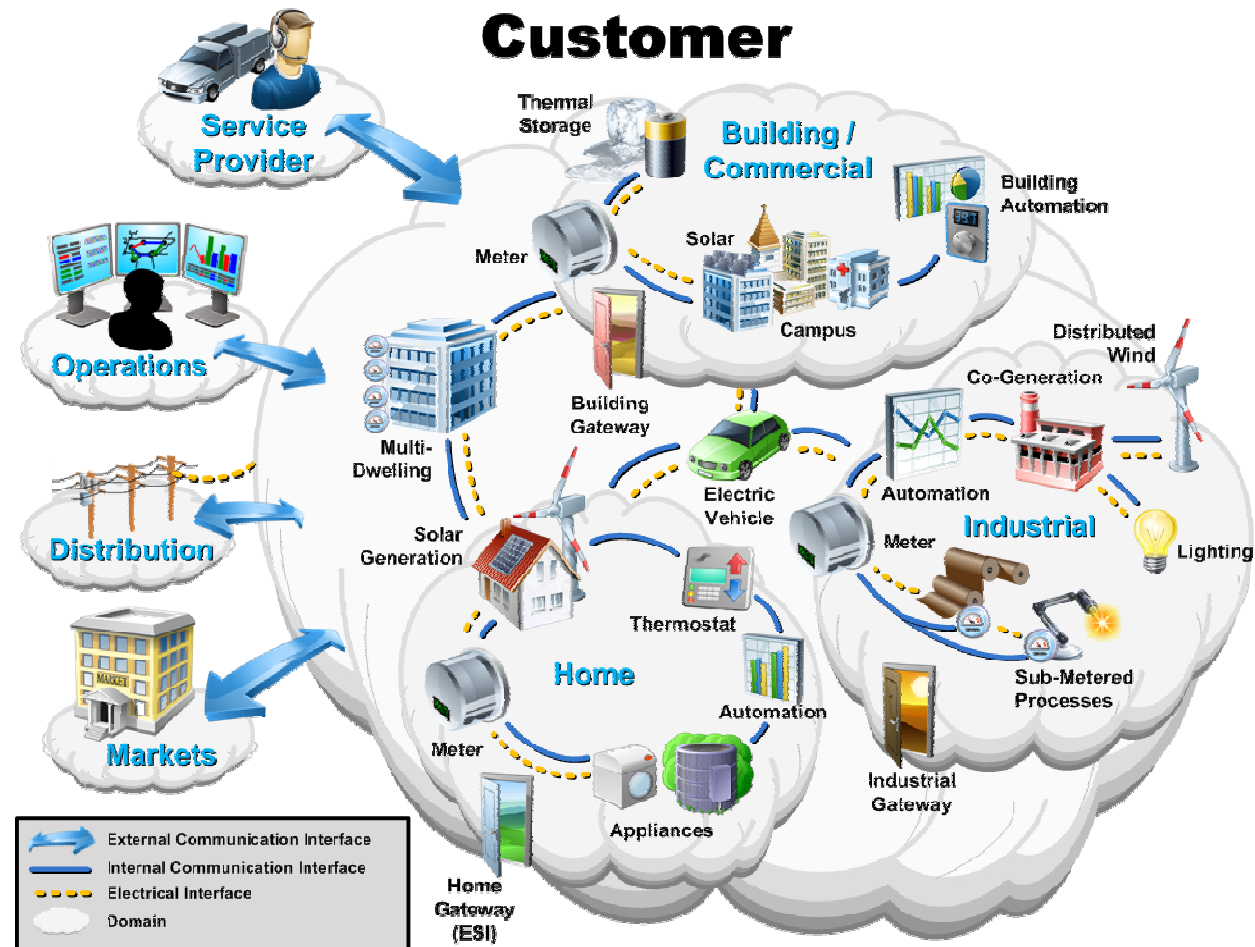 Customer
Service
Provider
Thermal
Storage
Building /
Commercial
Building
Automation
Meter
Solar
Campus
Operations
Multi-
Dwelling
Building
Gateway
Distributed
Wind
Co-Generation
Electric
Vehicle
Automation
Industrial
Meter
Lighting
Distribution
Solar
Generation
Thermostat
Home
Sub-Metered
Processes
Automation
Meter
MARKET
Markets
Industrial
Gateway
Appliances
Home
Gateway
(ESI)
External Communication Interface
Internal Communication Interface
Electrical Interface
Domain